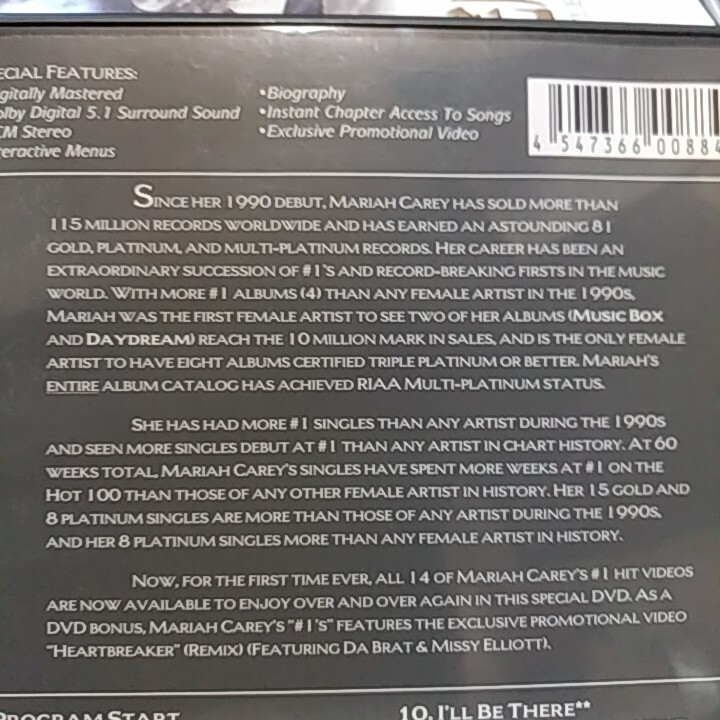 ECIAL FEATURES:
gitally Mastered
olby Digital 5.1 Surround Sound
CM Stereo
teractive Menus
•Biography
•Instant Chapter Access To Songs
•Exclusive Promotional Video
4 547366 00884
SINCE HER 1990 DEBUT, MARIAH CAREY HAS SOLD MORE THAN
115 MILLION RECORDS WORLDWIDE AND HAS EARNED AN ASTOUNDING 81
GOLD, PLATINUM, AND MULTI-PLATINUM RECORDS. HER CAREER HAS BEEN AN
EXTRAORDINARY SUCCESSION OF #1'S AND RECORD-BREAKING FIRSTS IN THE MUSIC
WORLD. WITH MORE #1 ALBUMS (4) THAN ANY FEMALE ARTIST IN THE 1990s,
MARIAH WAS THE FIRST FEMALE ARTIST TO SEE TWO OF HER ALBUMS (MUSIC BOX
AND DAYDREAM) REACH THE 10 MILLION MARK IN SALES, AND IS THE ONLY FEMALE
ARTIST TO HAVE EIGHT ALBUMS CERTIFIED TRIPLE PLATINUM OR BETTER. MARIAH'S
ENTIRE ALBUM CATALOG HAS ACHIEVED RIAA MULTI-PLATINUM STATUS.
SHE HAS HAD MORE #1 SINGLES THAN ANY ARTIST DURING THE 1990s
AND SEEN MORE SINGLES DEBUT AT #1 THAN ANY ARTIST IN CHART HISTORY. AT 60
WEEKS TOTAL, MARIAH CAREY'S SINGLES HAVE SPENT MORE WEEKS AT #1 ON THE
HOT 100 THAN THOSE OF ANY OTHER FEMALE ARTIST IN HISTORY. HER 15 GOLD AND
8 PLATINUM SINGLES ARE MORE THAN THOSE OF ANY ARTIST DURING THE 1990s,
AND HER 8 PLATINUM SINGLES MORE THAN ANY FEMALE ARTIST IN HISTORY.
NOW, FOR THE FIRST TIME EVER, ALL 14 OF MARIAH CAREY'S #1 HIT VIDEOS
ARE NOW AVAILABLE TO ENJOY OVER AND OVER AGAIN IN THIS SPECIAL DVD. AS A
DVD BONUS, MARIAH CAREY'S "#1'S" FEATURES THE EXCLUSIVE PROMOTIONAL VIDEO
"HEARTBREAKER" (REMIX) (FEATURING DA BRAT & MISSY ELLIOTT).
PROGRAM START
10. I'LL BE THERE**